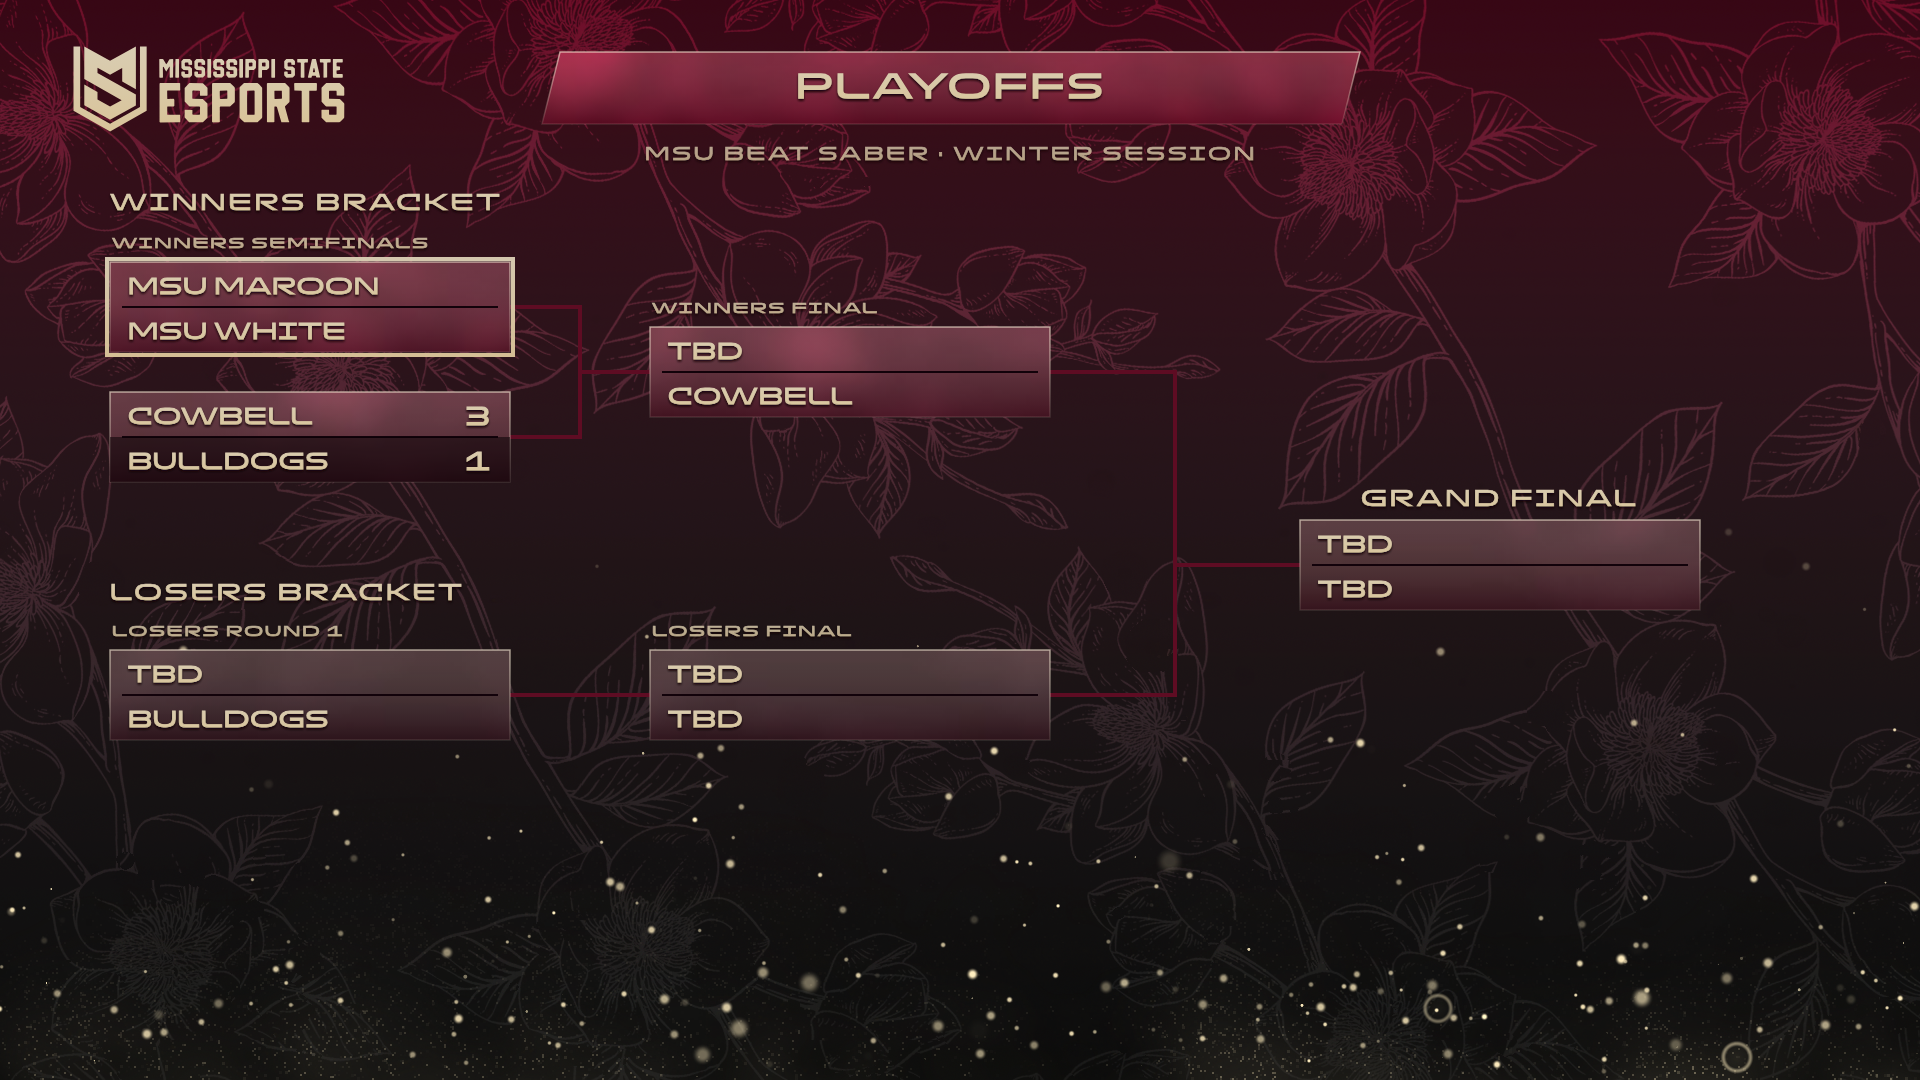 MISSISSIPPI STATE
ESPORTS
PLAYOFFS
MSU BEAT SABER · WINTER SESSION
WINNERS BRACKET
WINNERS SEMIFINALS
MSU MAROON
MSU WHITE
COWBELL 3
BULLDOGS 1
WINNERS FINAL
TBD
COWBELL
GRAND FINAL
TBD
TBD
LOSERS BRACKET
LOSERS ROUND 1
TBD
BULLDOGS
LOSERS FINAL
TBD
TBD